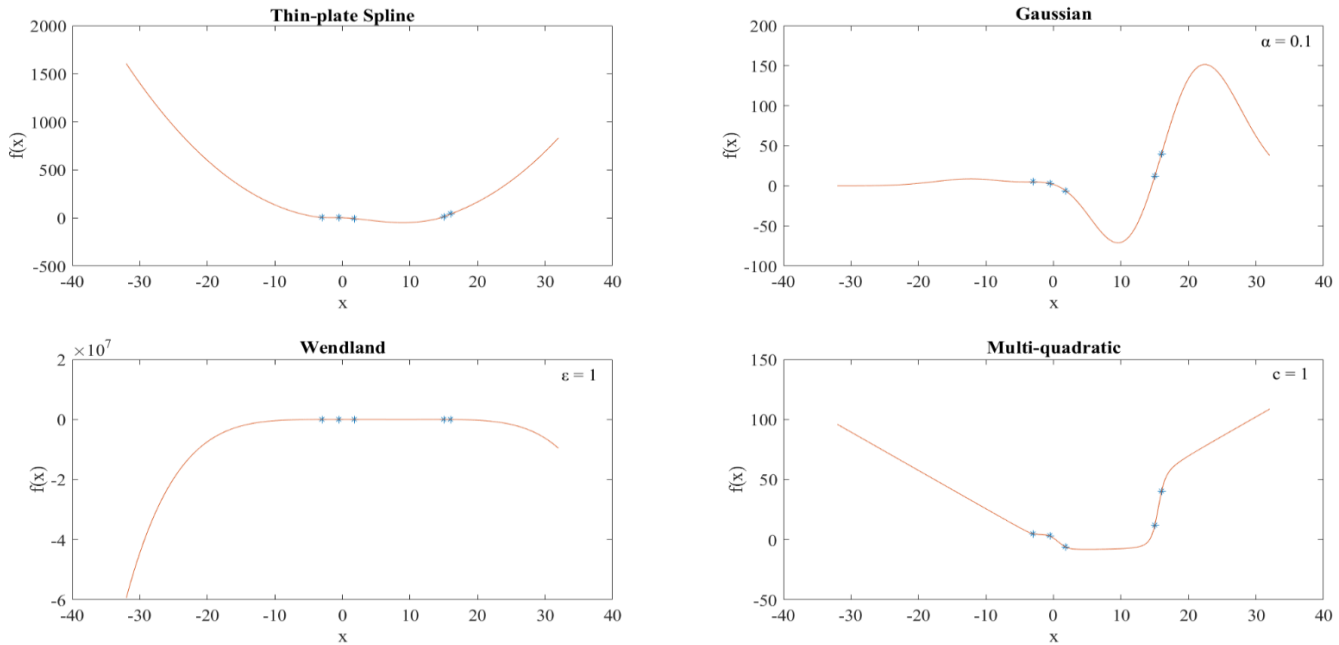 Thin-plate Spline
2000
1500
1000
500
0
-500
f(x)
-40 -30 -20 -10 0 10 20 30 40
x
Gaussian
α = 0.1
200
150
100
50
0
-50
-100
f(x)
-40 -30 -20 -10 0 10 20 30 40
x
Wendland
×10⁷
ε = 1
2
0
-2
-4
-6
f(x)
-40 -30 -20 -10 0 10 20 30 40
x
Multi-quadratic
c = 1
150
100
50
0
-50
f(x)
-40 -30 -20 -10 0 10 20 30 40
x